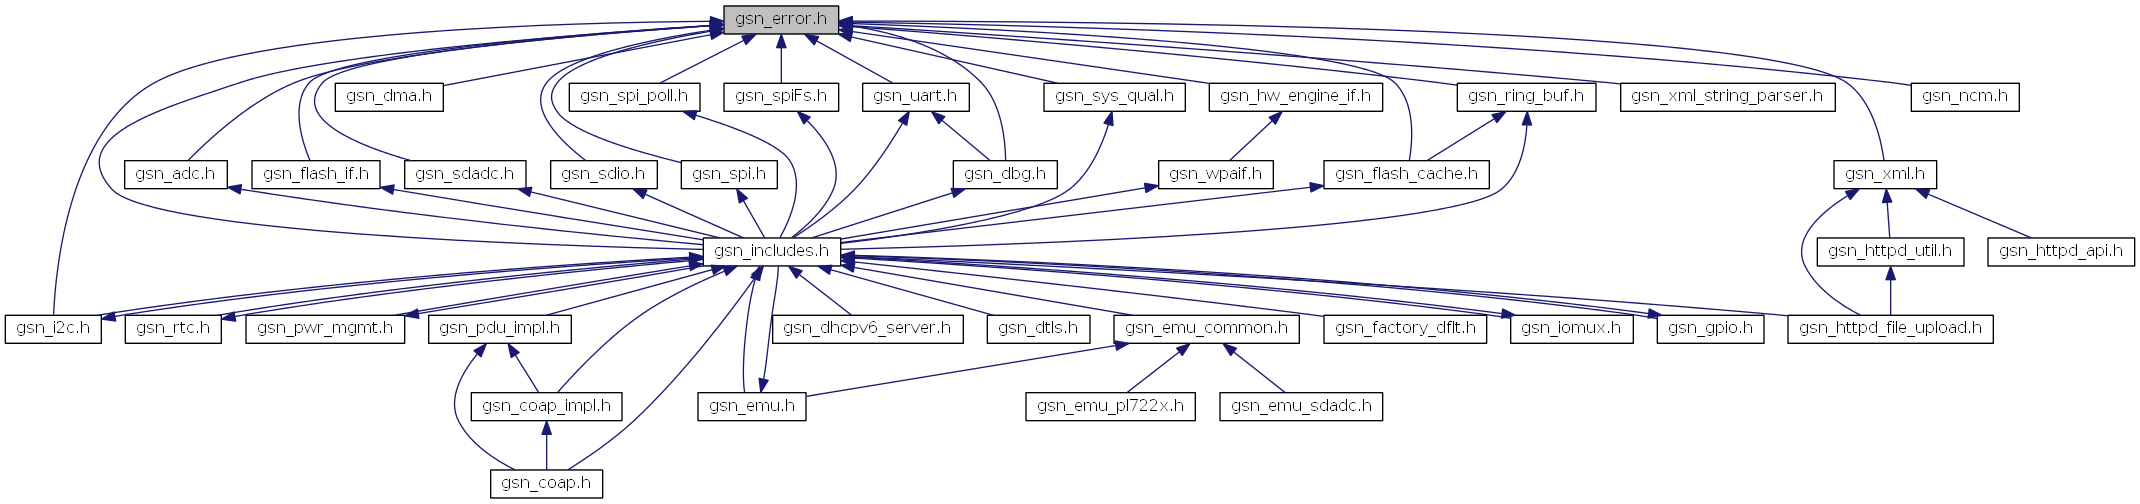 gsn_error.h
gsn_dma.h
gsn_spi_poll.h
gsn_spiFs.h
gsn_uart.h
gsn_sys_qual.h
gsn_hw_engine_if.h
gsn_ring_buf.h
gsn_xml_string_parser.h
gsn_ncm.h
gsn_adc.h
gsn_flash_if.h
gsn_sdadc.h
gsn_sdio.h
gsn_spi.h
gsn_dbg.h
gsn_wpaif.h
gsn_flash_cache.h
gsn_xml.h
gsn_includes.h
gsn_httpd_util.h
gsn_httpd_api.h
gsn_i2c.h
gsn_rtc.h
gsn_pwr_mgmt.h
gsn_pdu_impl.h
gsn_dhcpv6_server.h
gsn_dtls.h
gsn_emu_common.h
gsn_factory_dflt.h
gsn_iomux.h
gsn_gpio.h
gsn_httpd_file_upload.h
gsn_coap_impl.h
gsn_emu.h
gsn_emu_pl722x.h
gsn_emu_sdadc.h
gsn_coap.h